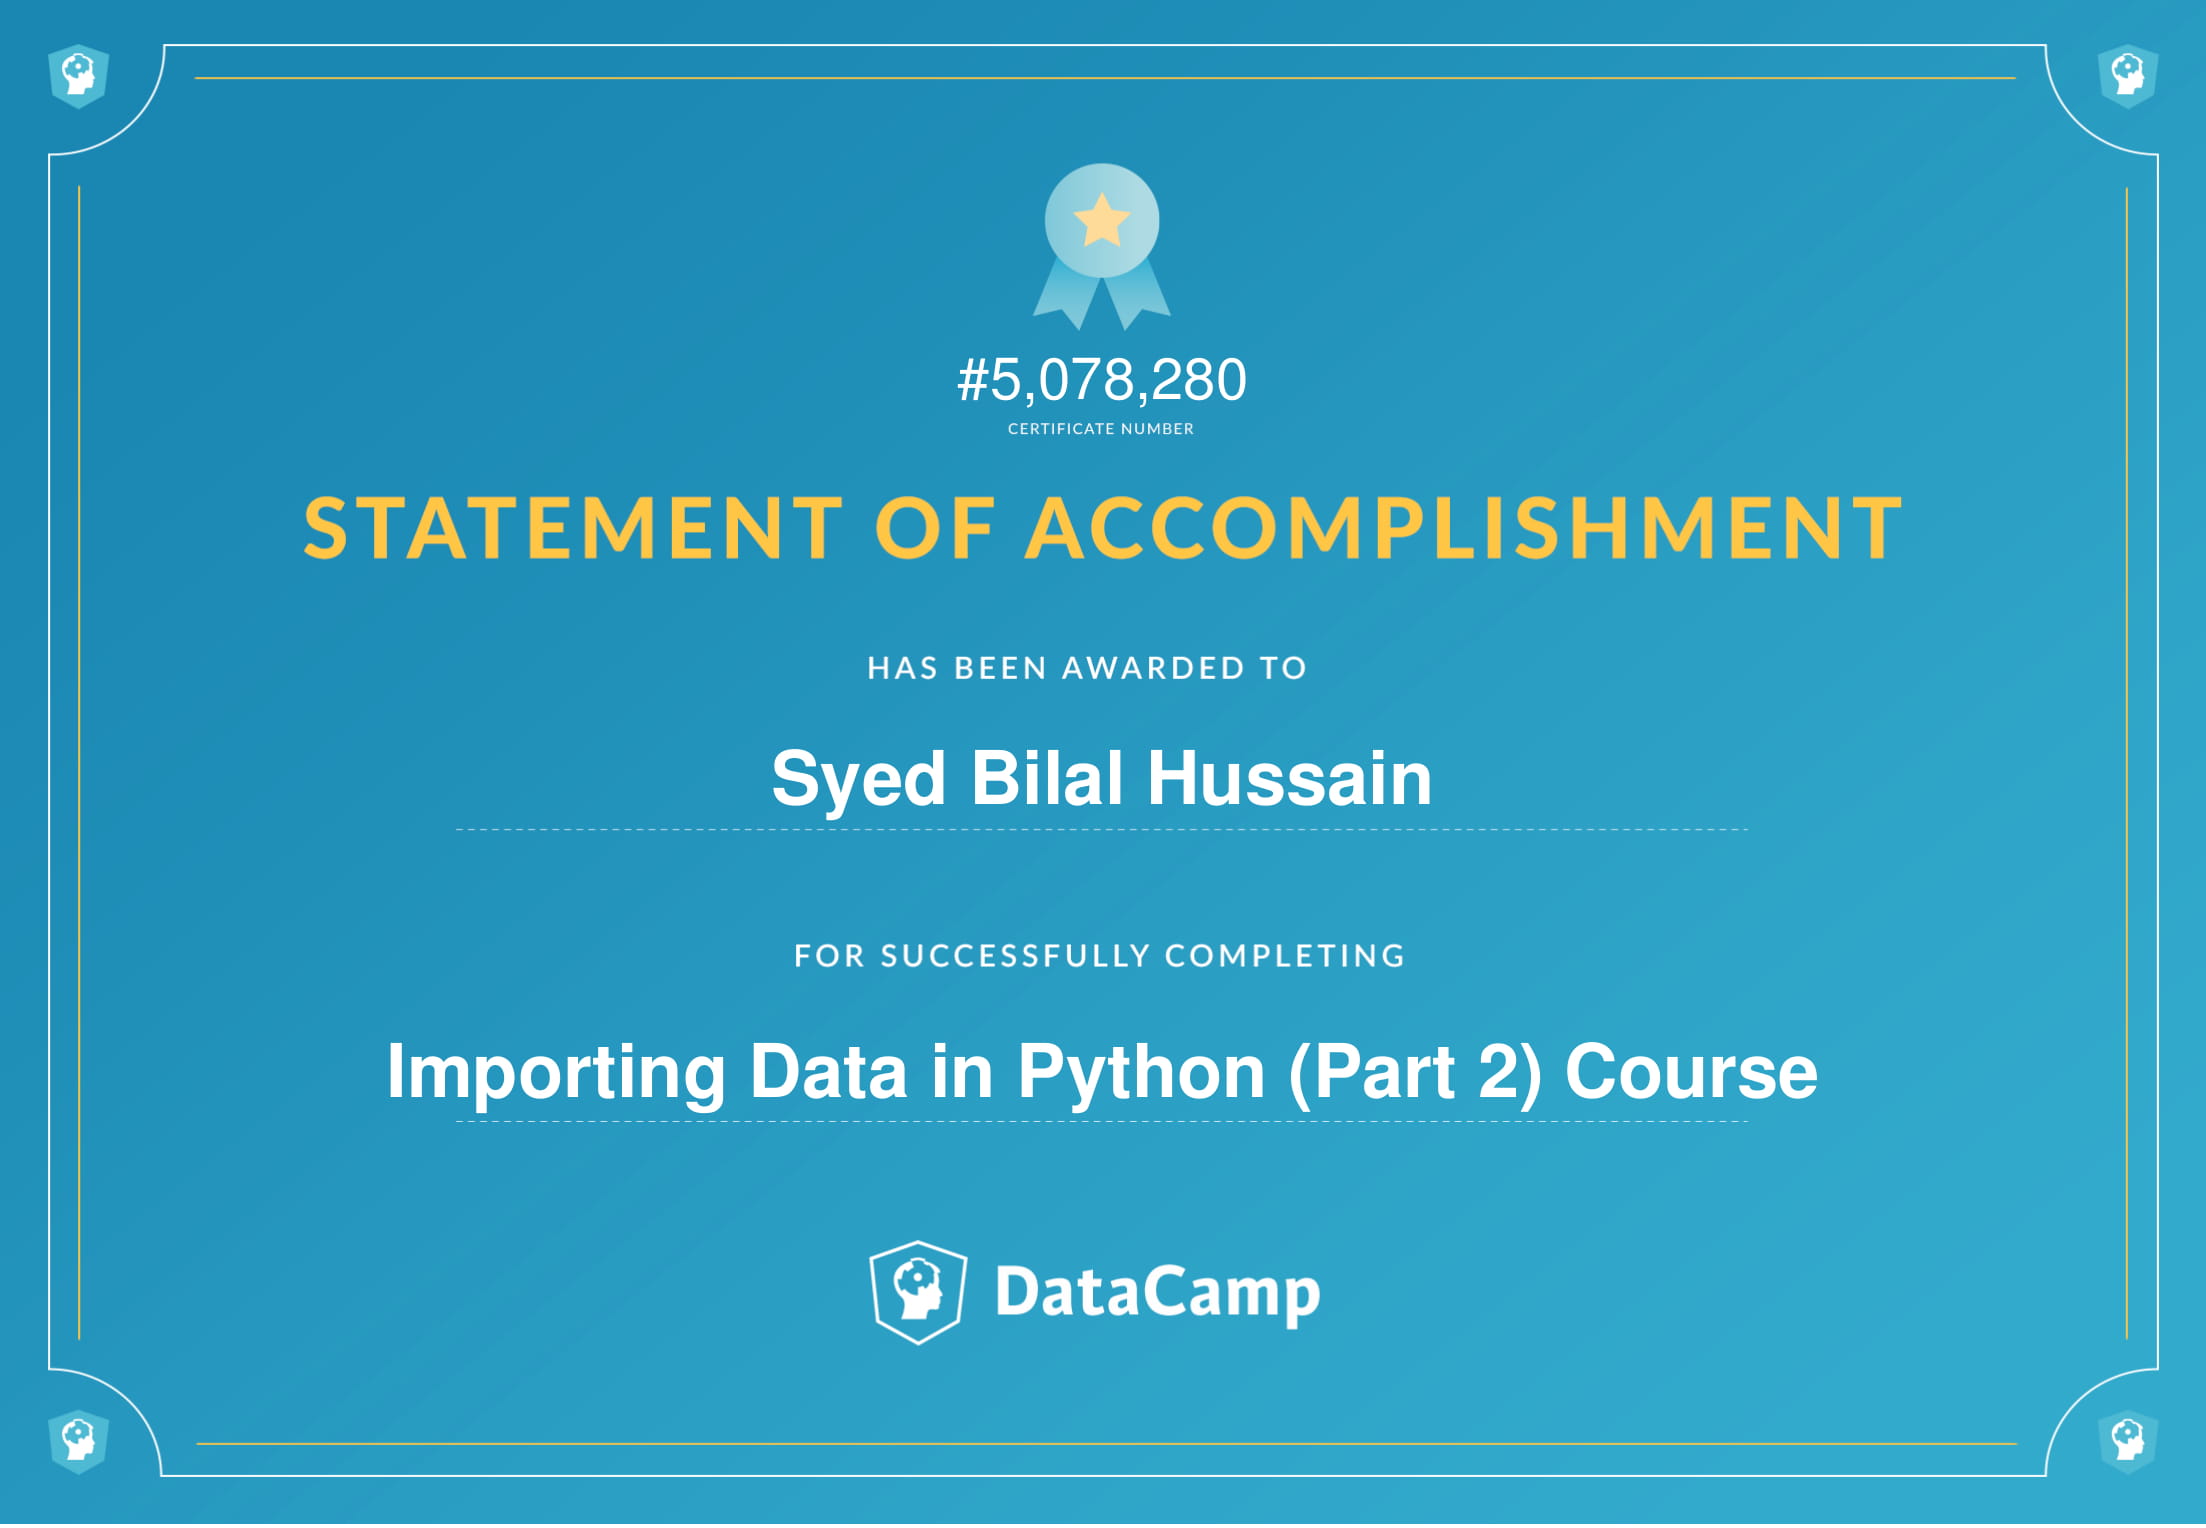 #5,078,280
CERTIFICATE NUMBER
STATEMENT OF ACCOMPLISHMENT
HAS BEEN AWARDED TO
Syed Bilal Hussain
FOR SUCCESSFULLY COMPLETING
Importing Data in Python (Part 2) Course
DataCamp